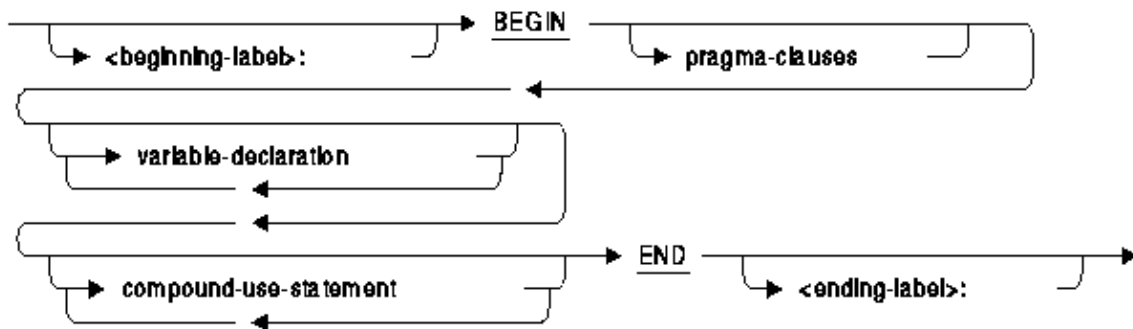 BEGIN
<beginning-label>:
pragma-clauses
variable-declaration
END
compound-use-statement
<ending-label>: